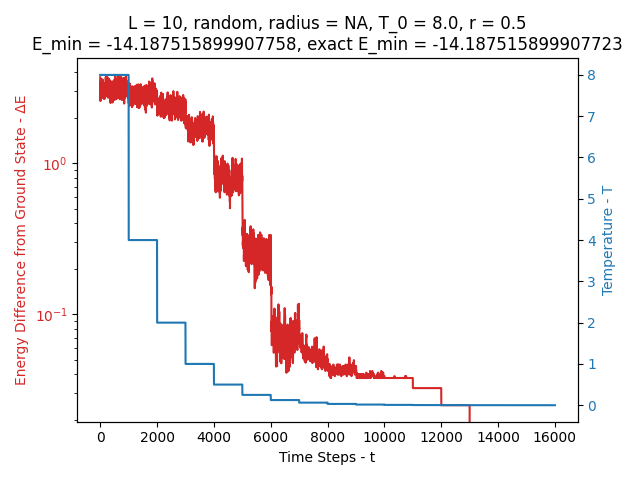 L = 10, random, radius = NA, T_0 = 8.0, r = 0.5
E_min = -14.187515899907758, exact E_min = -14.187515899907723
Energy Difference from Ground State - ΔE
10⁰
10⁻¹
Temperature - T
8
7
6
5
4
3
2
1
0
0 2000 4000 6000 8000 10000 12000 14000 16000
Time Steps - t